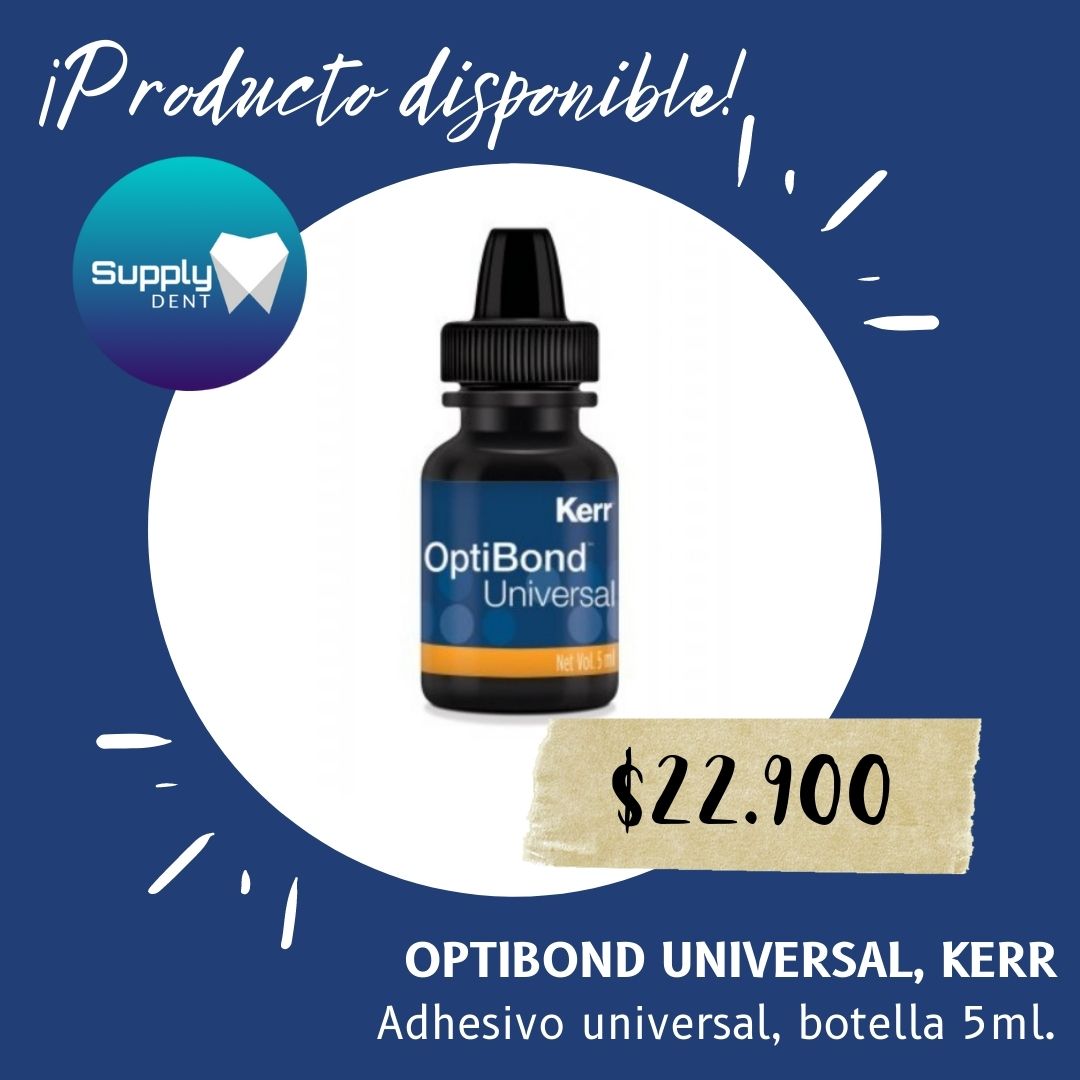 ¡Producto disponible!
Supply
DENT
Kerr
OptiBond™
Universal
Net Vol. 5 ml
$22.900
OPTIBOND UNIVERSAL, KERR
Adhesivo universal, botella 5ml.